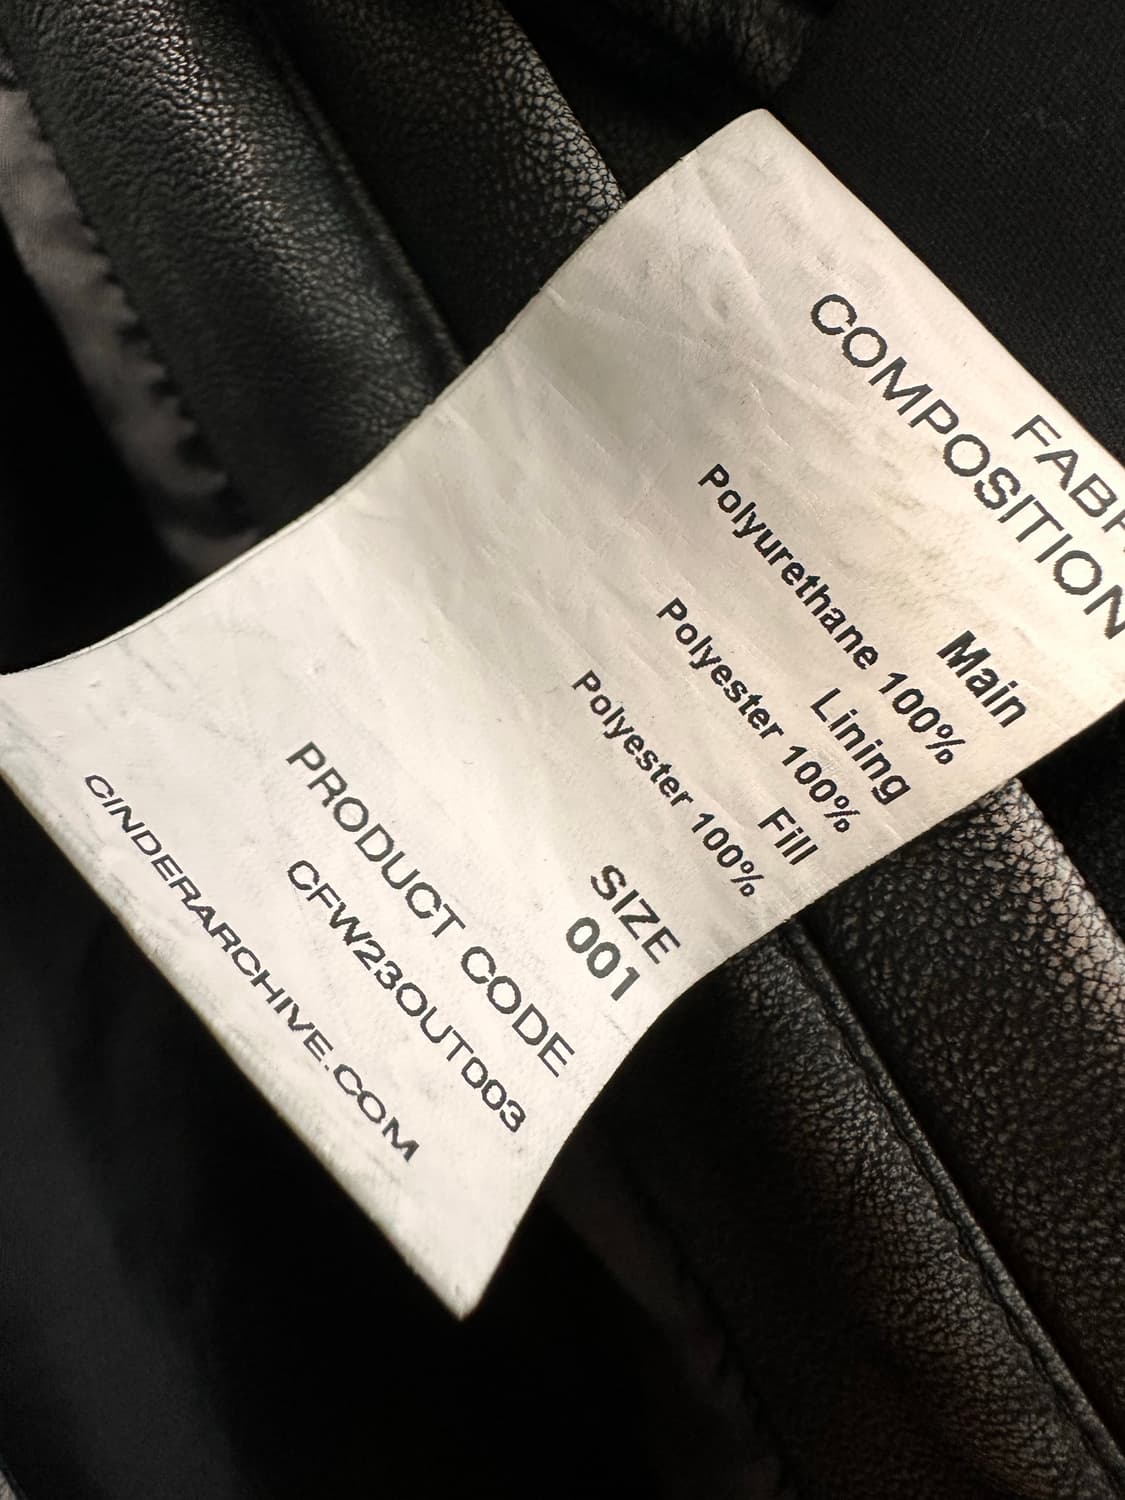 FABR
COMPOSITION
Main
Polyurethane 100%
Lining
Polyester 100%
Fill
Polyester 100%
SIZE
001
PRODUCT CODE
CFW23OUT003
CINDERARCHIVE.COM